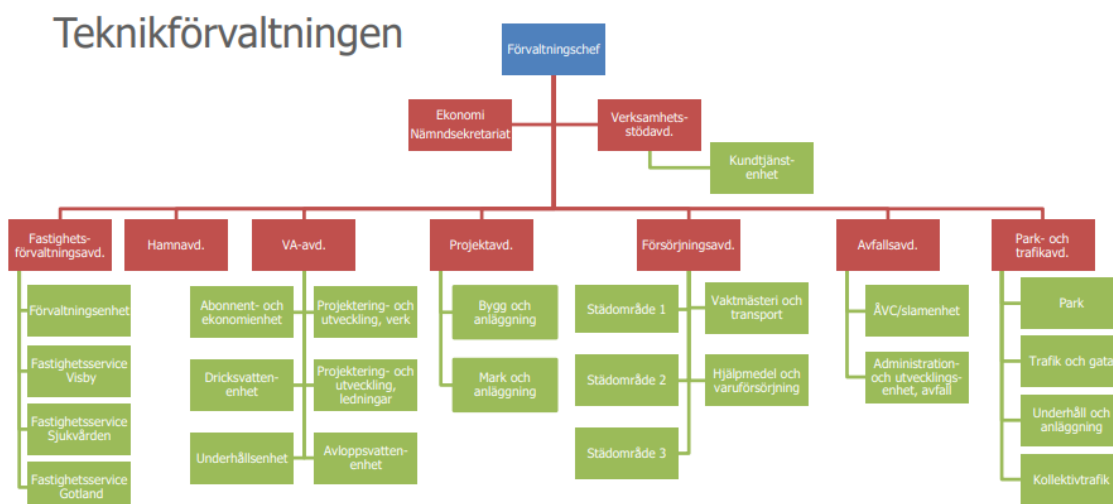 Teknikförvaltningen
Förvaltningschef
Ekonomi
Nämndsekretariat
Verksamhets-
stödavd.
Kundtjänst-
enhet
Fastighets-
förvaltningsavd.
Hamnavd.
VA-avd.
Projektavd.
Försörjningsavd.
Avfallsavd.
Park- och
trafikavd.
Förvaltningsenhet
Fastighetsservice
Visby
Fastighetsservice
Sjukvården
Fastighetsservice
Gotland
Abonnent- och
ekonomienhet
Projektering- och
utveckling, verk
Dricksvatten-
enhet
Projektering- och
utveckling,
ledningar
Underhållsenhet
Avloppsvatten-
enhet
Bygg och
anläggning
Mark och
anläggning
Städområde 1
Vaktmästeri och
transport
Städområde 2
Hjälpmedel och
varuförsörjning
Städområde 3
ÅVC/slamenhet
Administration-
och utvecklings-
enhet, avfall
Park
Trafik och gata
Underhåll och
anläggning
Kollektivtrafik